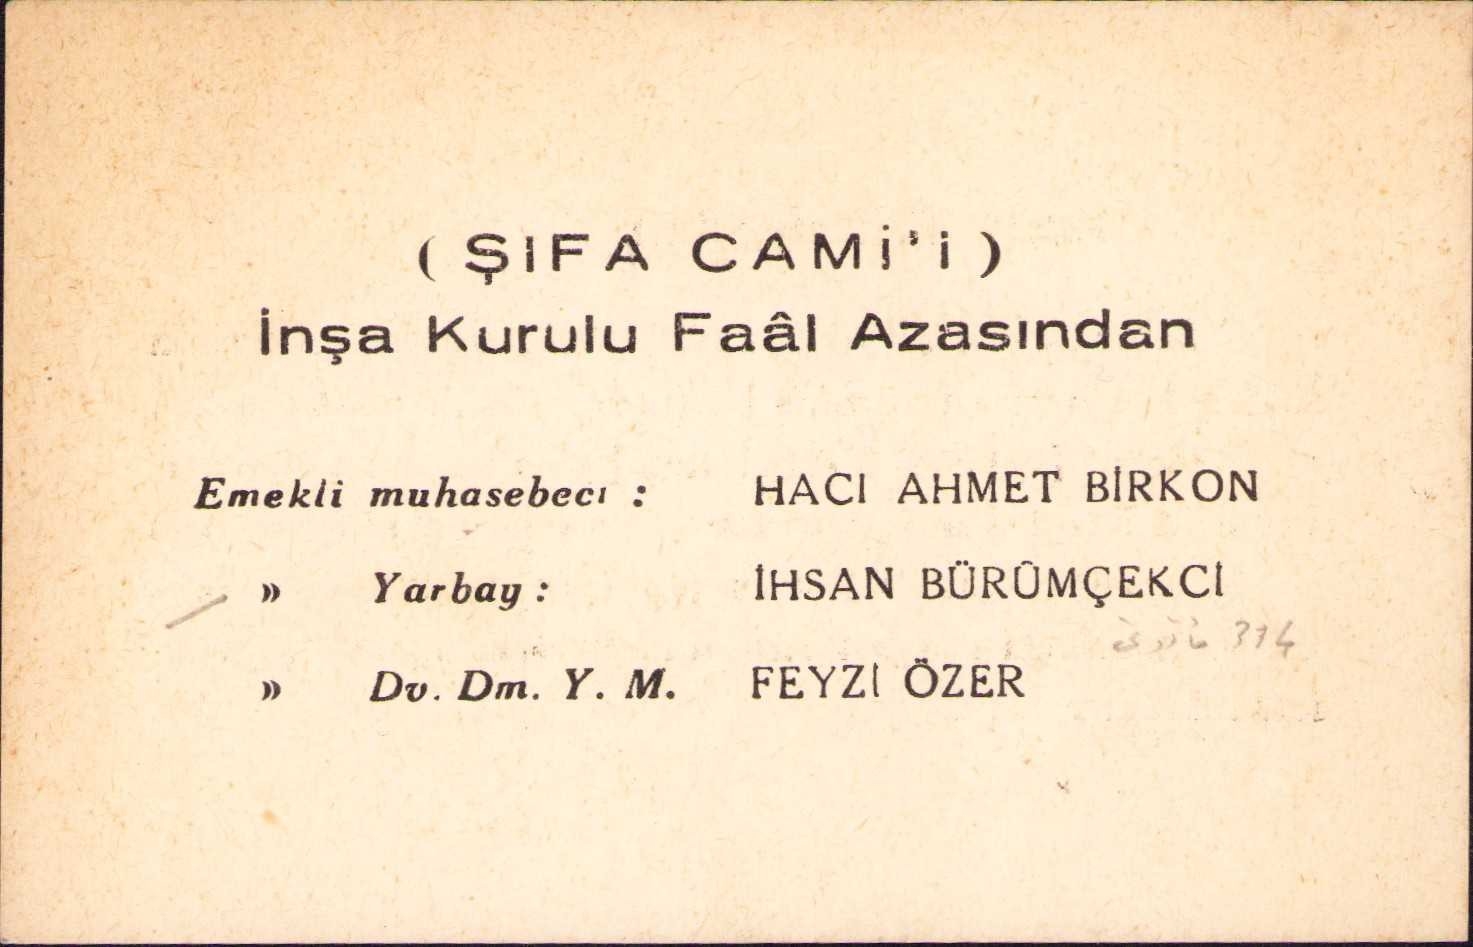 ( ŞIFA CAMİ'i )
İnşa Kurulu Faâl Azasından
Emekli muhasebecı : HACI AHMET BİRKON
» Yarbay : İHSAN BÜRÜMÇEKCİ
334
» Dv. Dm. Y. M. FEYZİ ÖZER